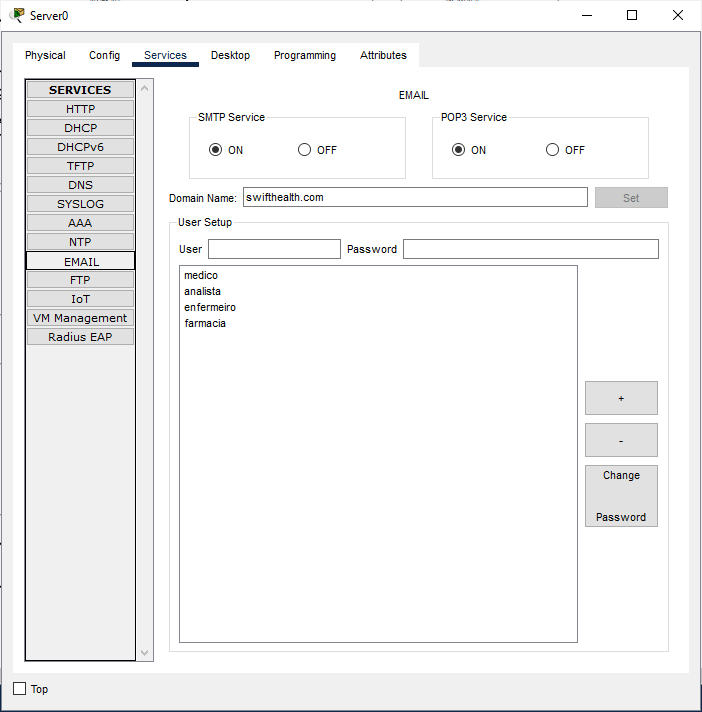 Server0
Physical Config Services Desktop Programming Attributes
SERVICES
HTTP
DHCP
DHCPv6
TFTP
DNS
SYSLOG
AAA
NTP
EMAIL
FTP
IoT
VM Management
Radius EAP
EMAIL
SMTP Service
ON OFF
POP3 Service
ON OFF
Domain Name: swifthealth.com Set
User Setup
User Password
medico
analista
enfermeiro
farmacia
+
-
Change
Password
Top